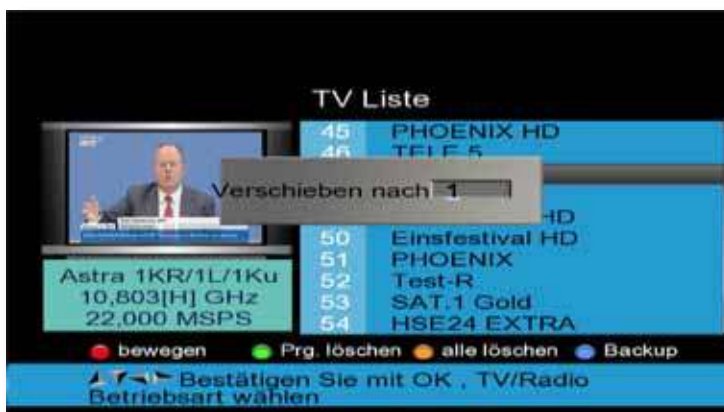 TV Liste
45 PHOENIX HD
46 TELE 5
Verschieben nach 1
HD
50 Einsfestival HD
51 PHOENIX
52 Test-R
53 SAT.1 Gold
54 HSE24 EXTRA
Astra 1KR/1L/1Ku
10,803[H] GHz
22,000 MSPS
bewegen Prg. löschen alle löschen Backup
Bestätigen Sie mit OK , TV/Radio
Betriebsart wählen